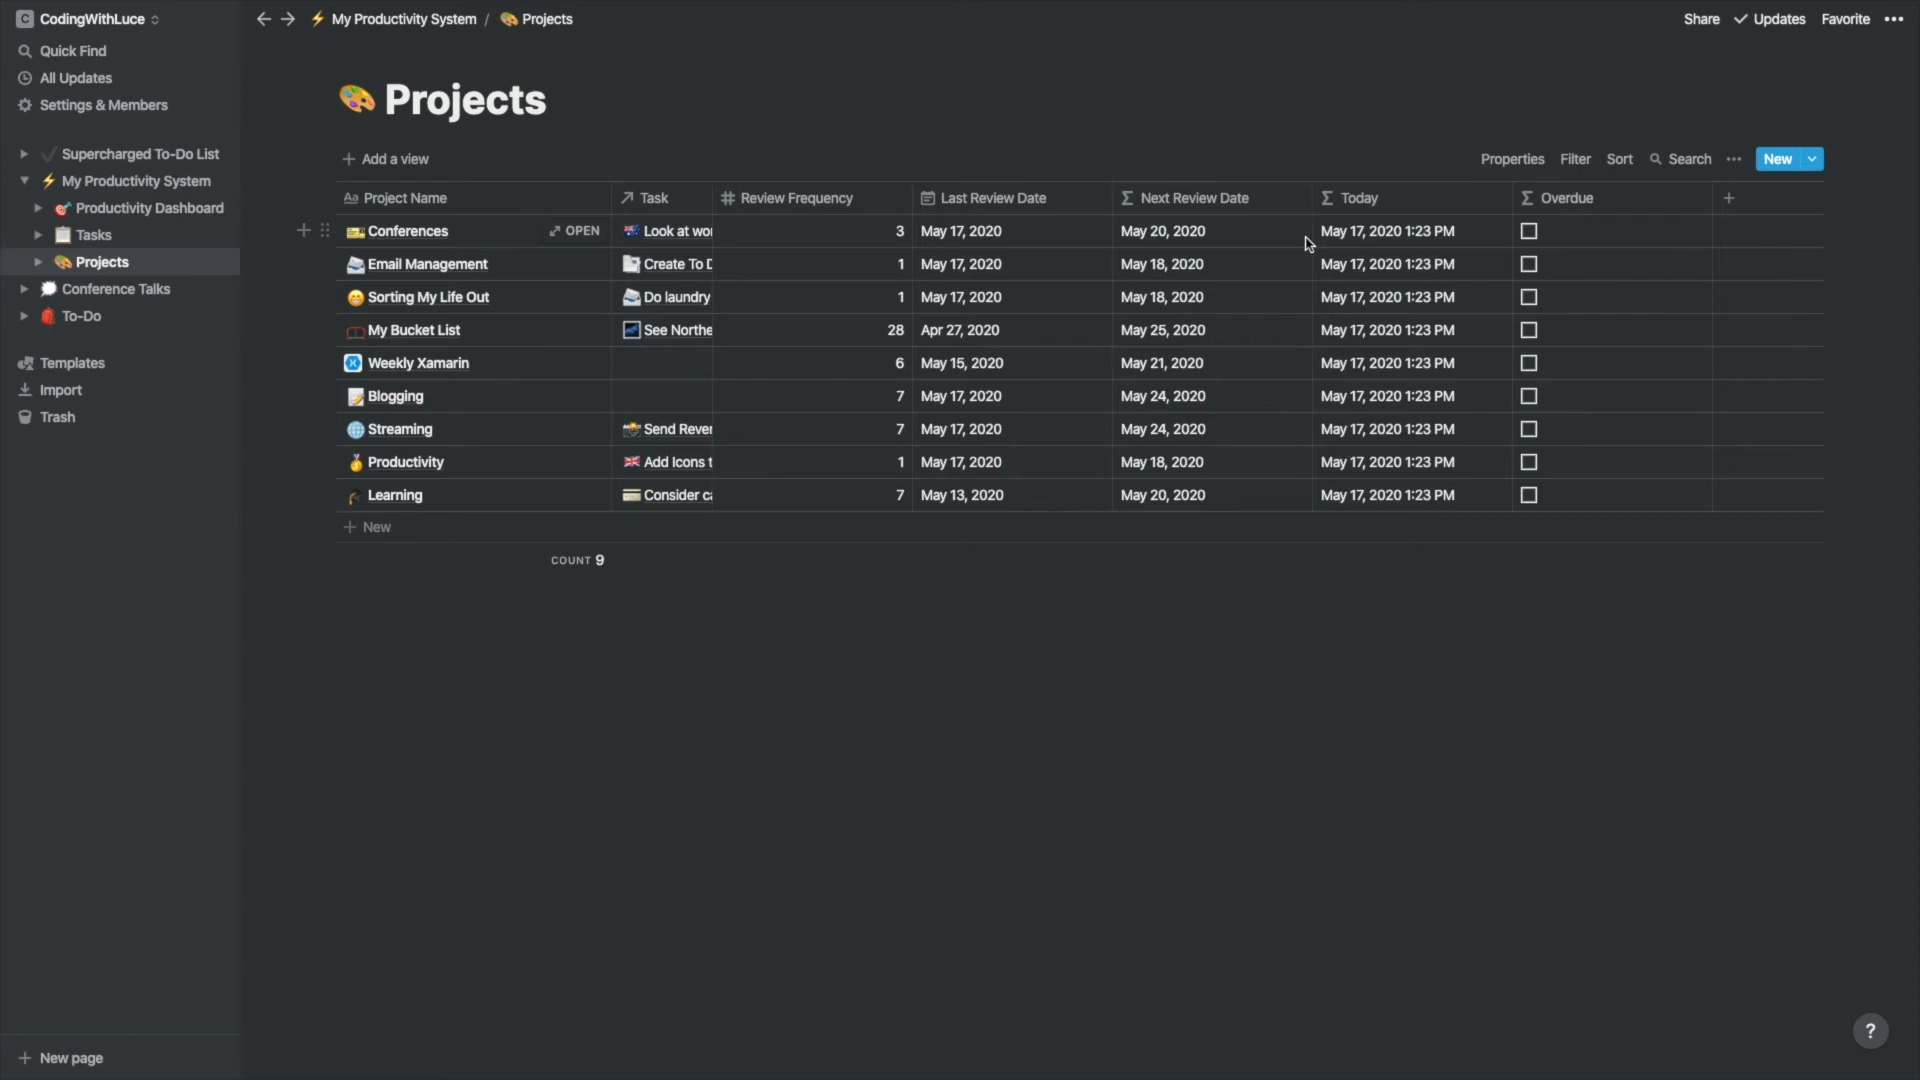 C CodingWithLuce
My Productivity System / Projects
Share Updates Favorite
Quick Find
All Updates
Settings & Members
Supercharged To-Do List
My Productivity System
Productivity Dashboard
Tasks
Projects
Conference Talks
To-Do
Templates
Import
Trash
New page
Projects
Add a view
Properties Filter Sort Search New
Aa Project Name Task Review Frequency Last Review Date Σ Next Review Date Σ Today Σ Overdue
Conferences OPEN Look at 3 May 17, 2020 May 20, 2020 May 17, 2020 1:23 PM
Email Management Create To 1 May 17, 2020 May 18, 2020 May 17, 2020 1:23 PM
Sorting My Life Out Do laundry 1 May 17, 2020 May 18, 2020 May 17, 2020 1:23 PM
My Bucket List See 28 Apr 27, 2020 May 25, 2020 May 17, 2020 1:23 PM
Weekly Xamarin 6 May 15, 2020 May 21, 2020 May 17, 2020 1:23 PM
Blogging 7 May 17, 2020 May 24, 2020 May 17, 2020 1:23 PM
Streaming Send 7 May 17, 2020 May 24, 2020 May 17, 2020 1:23 PM
Productivity Add Icons 1 May 17, 2020 May 18, 2020 May 17, 2020 1:23 PM
Learning Consider 7 May 13, 2020 May 20, 2020 May 17, 2020 1:23 PM
New
COUNT 9
?